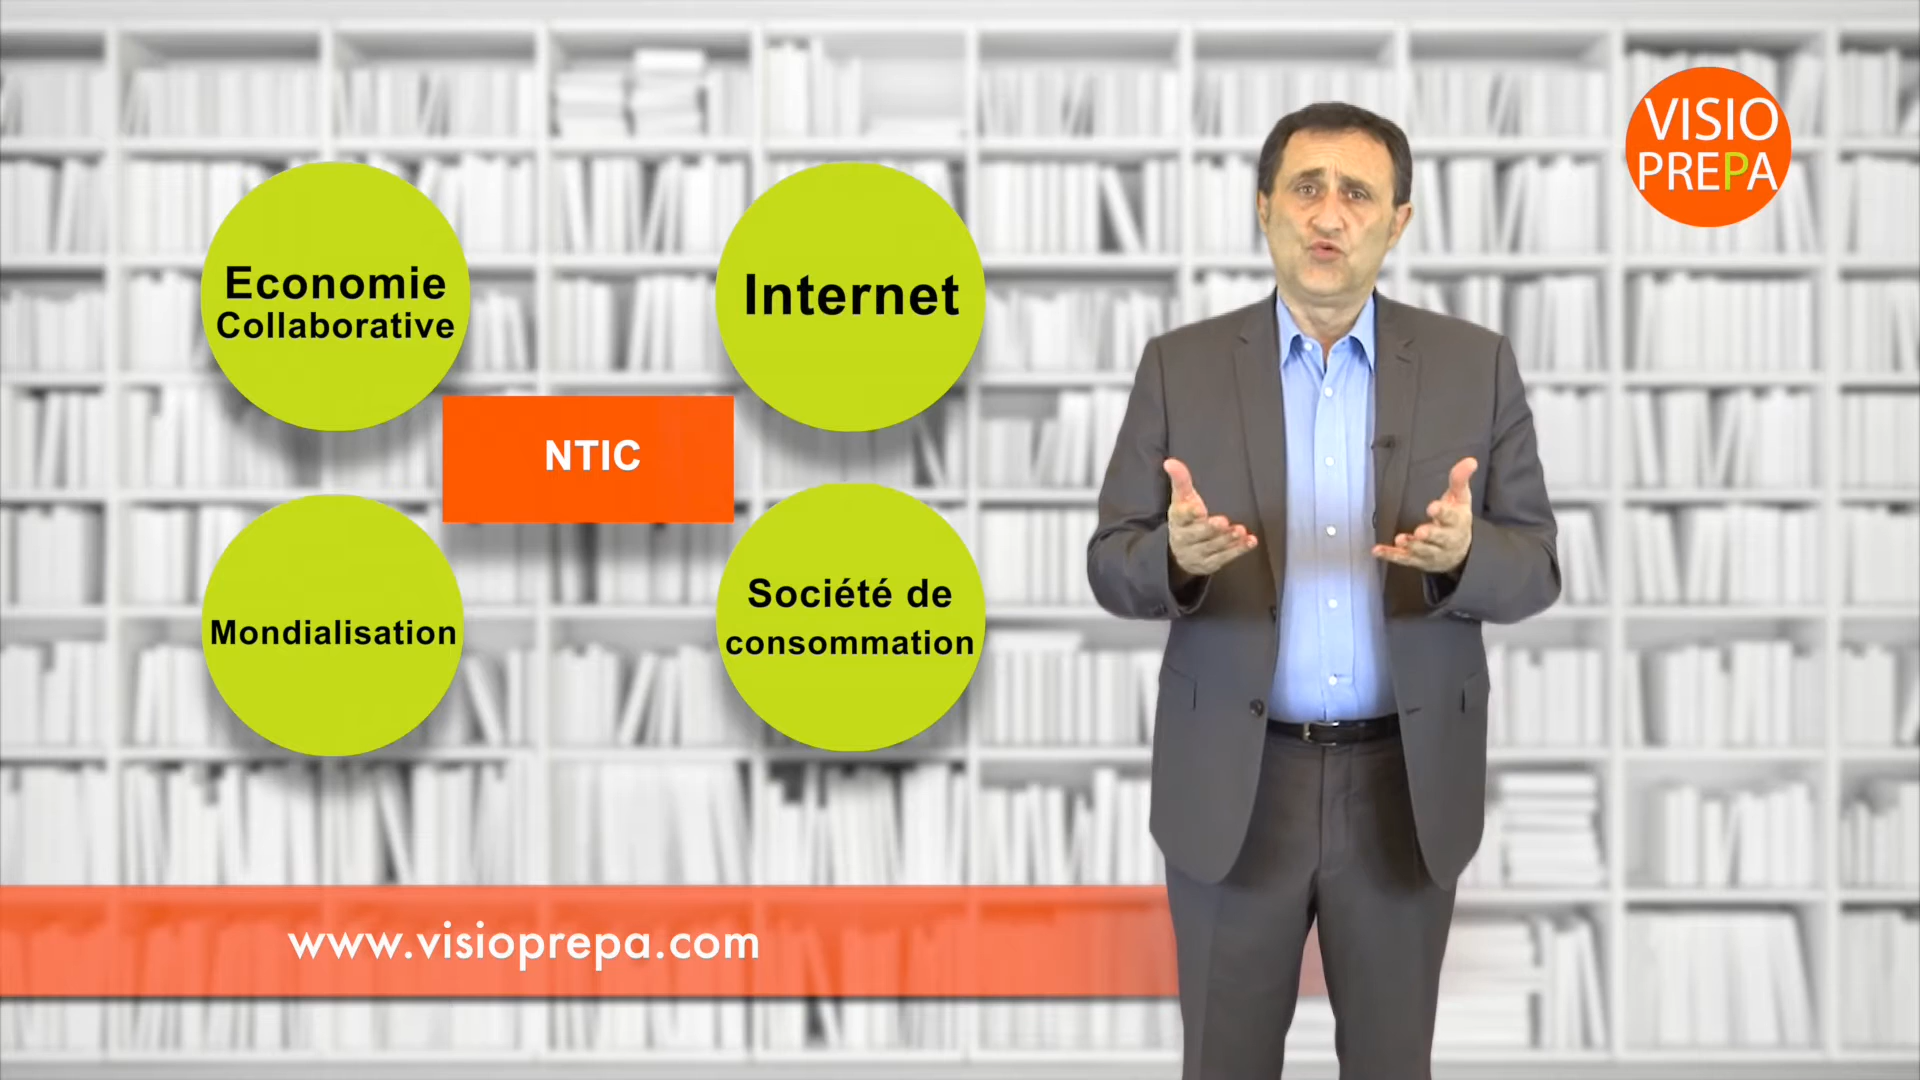 Economie
Collaborative
Internet
NTIC
Mondialisation
Société de
consommation
VISIO
PREPA
www.visioprepa.com